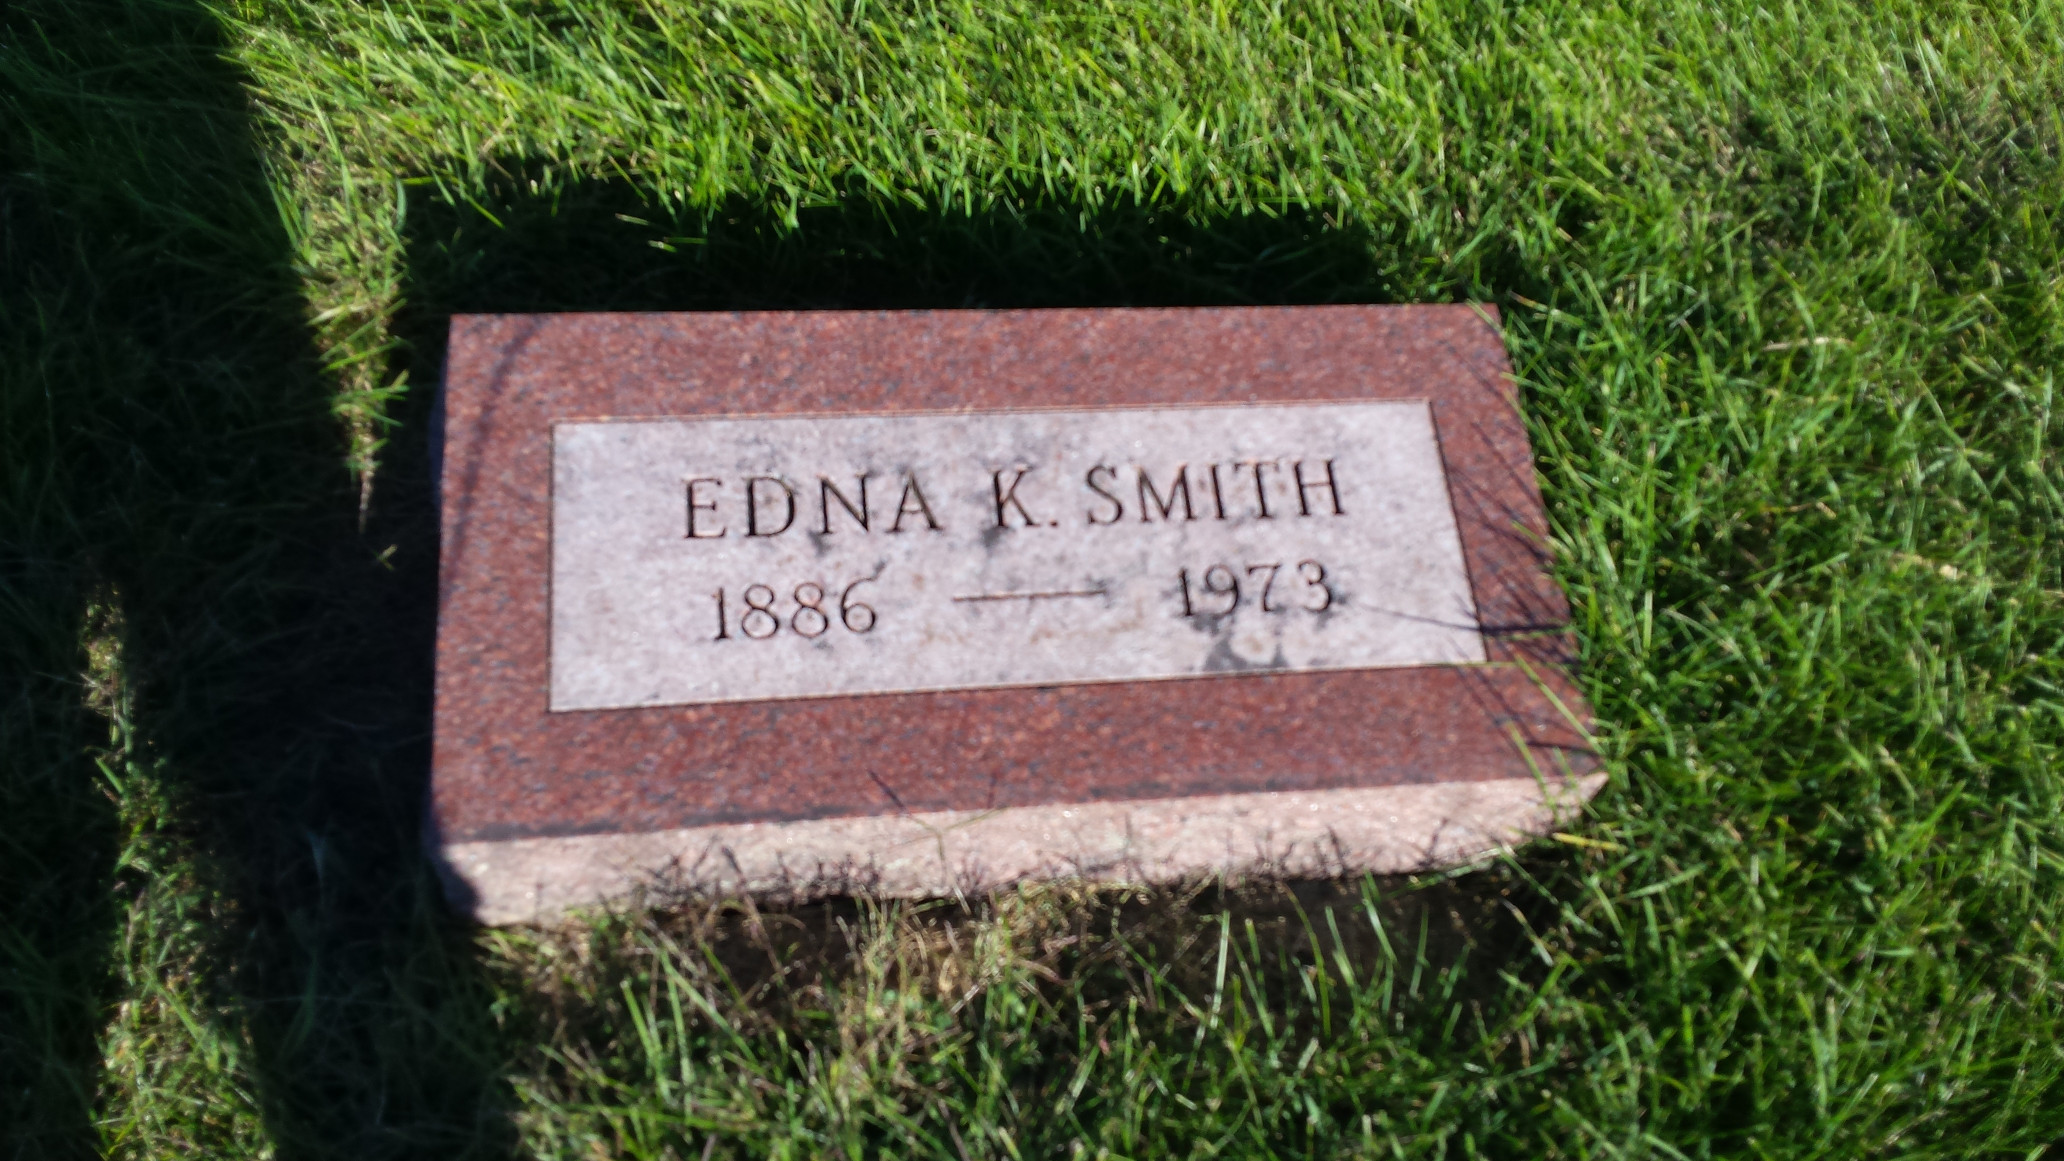 EDNA K. SMITH
1886 — 1973